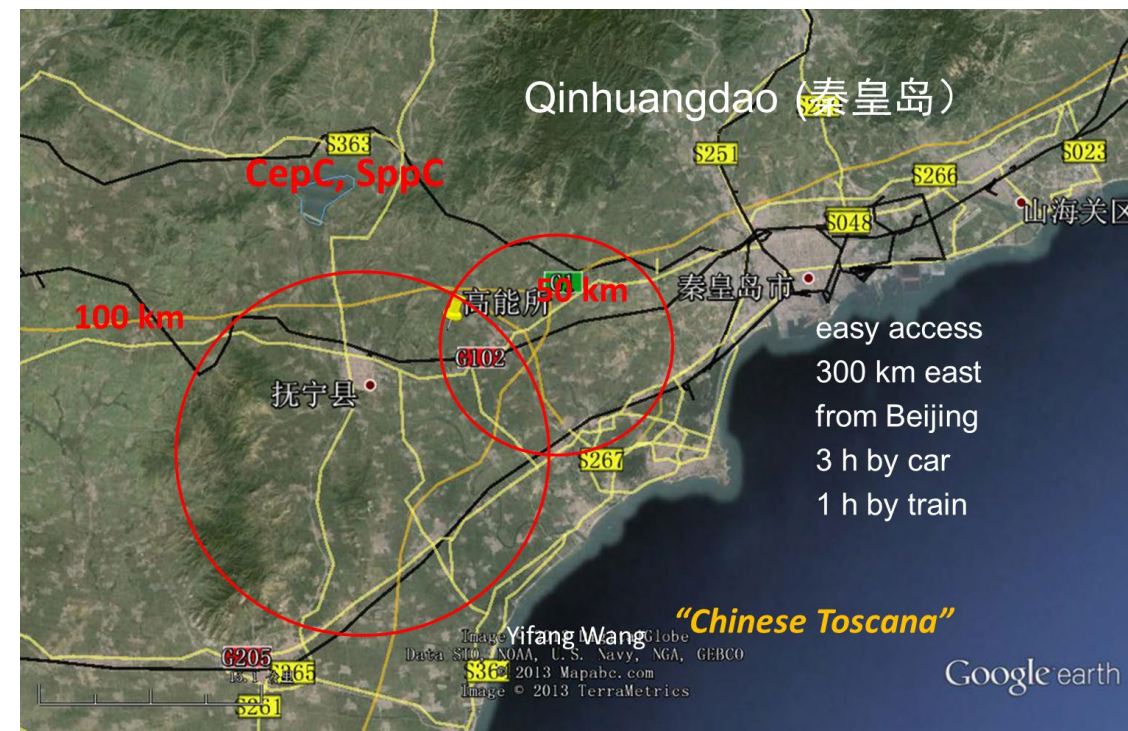 Qinhuangdao (秦皇岛）
S363
S251
S023
CepC, SppC
S266
山海关区
S048
G1
秦皇岛市
高能所
50 km
100 km
easy access
G102
300 km east
抚宁县
from Beijing
3 h by car
S267
1 h by train
“Chinese Toscana”
Yifang Wang
Image © 2013 DigitalGlobe
Data SIO, NOAA, U.S. Navy, NGA, GEBCO
© 2013 Mapabc.com
Image © 2013 TerraMetrics
G205
S365
S261
Google earth